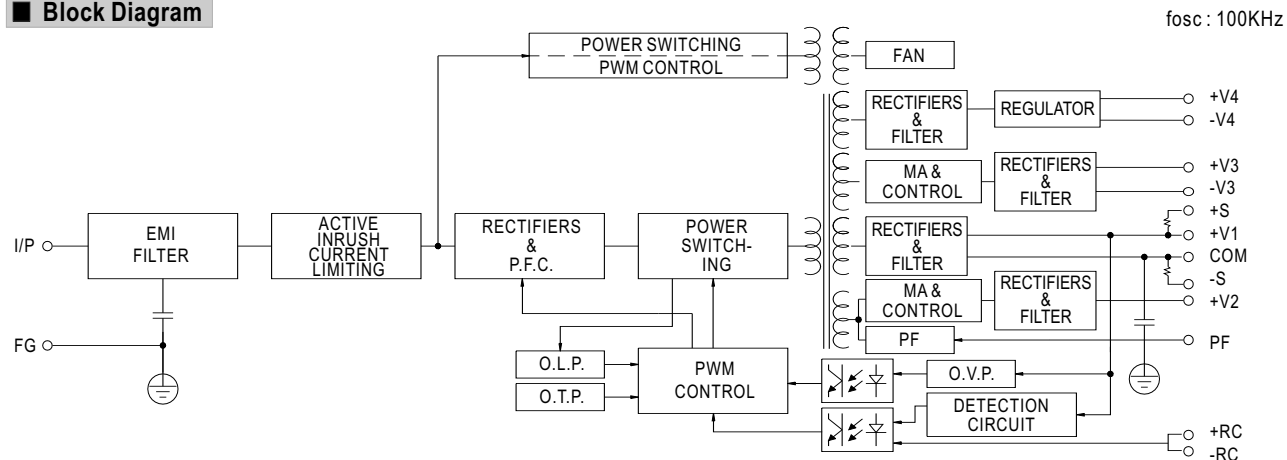 ■ Block Diagram
fosc : 100KHz
POWER SWITCHING
PWM CONTROL
FAN
RECTIFIERS
&
FILTER
REGULATOR
+V4
-V4
MA &
CONTROL
RECTIFIERS
&
FILTER
+V3
-V3
I/P
EMI
FILTER
ACTIVE
INRUSH
CURRENT
LIMITING
RECTIFIERS
&
P.F.C.
POWER
SWITCH-
ING
RECTIFIERS
&
FILTER
+S
+V1
COM
-S
MA &
CONTROL
RECTIFIERS
&
FILTER
+V2
FG
PF
PF
O.L.P.
O.T.P.
PWM
CONTROL
O.V.P.
DETECTION
CIRCUIT
+RC
-RC